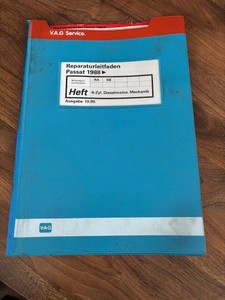 V.A.G Service.
Reparaturleitfaden
Passat 1988 ►
Heft
4-Zyl. Dieselmotor, Mechanik
Ausgabe 10.95
V.A.G